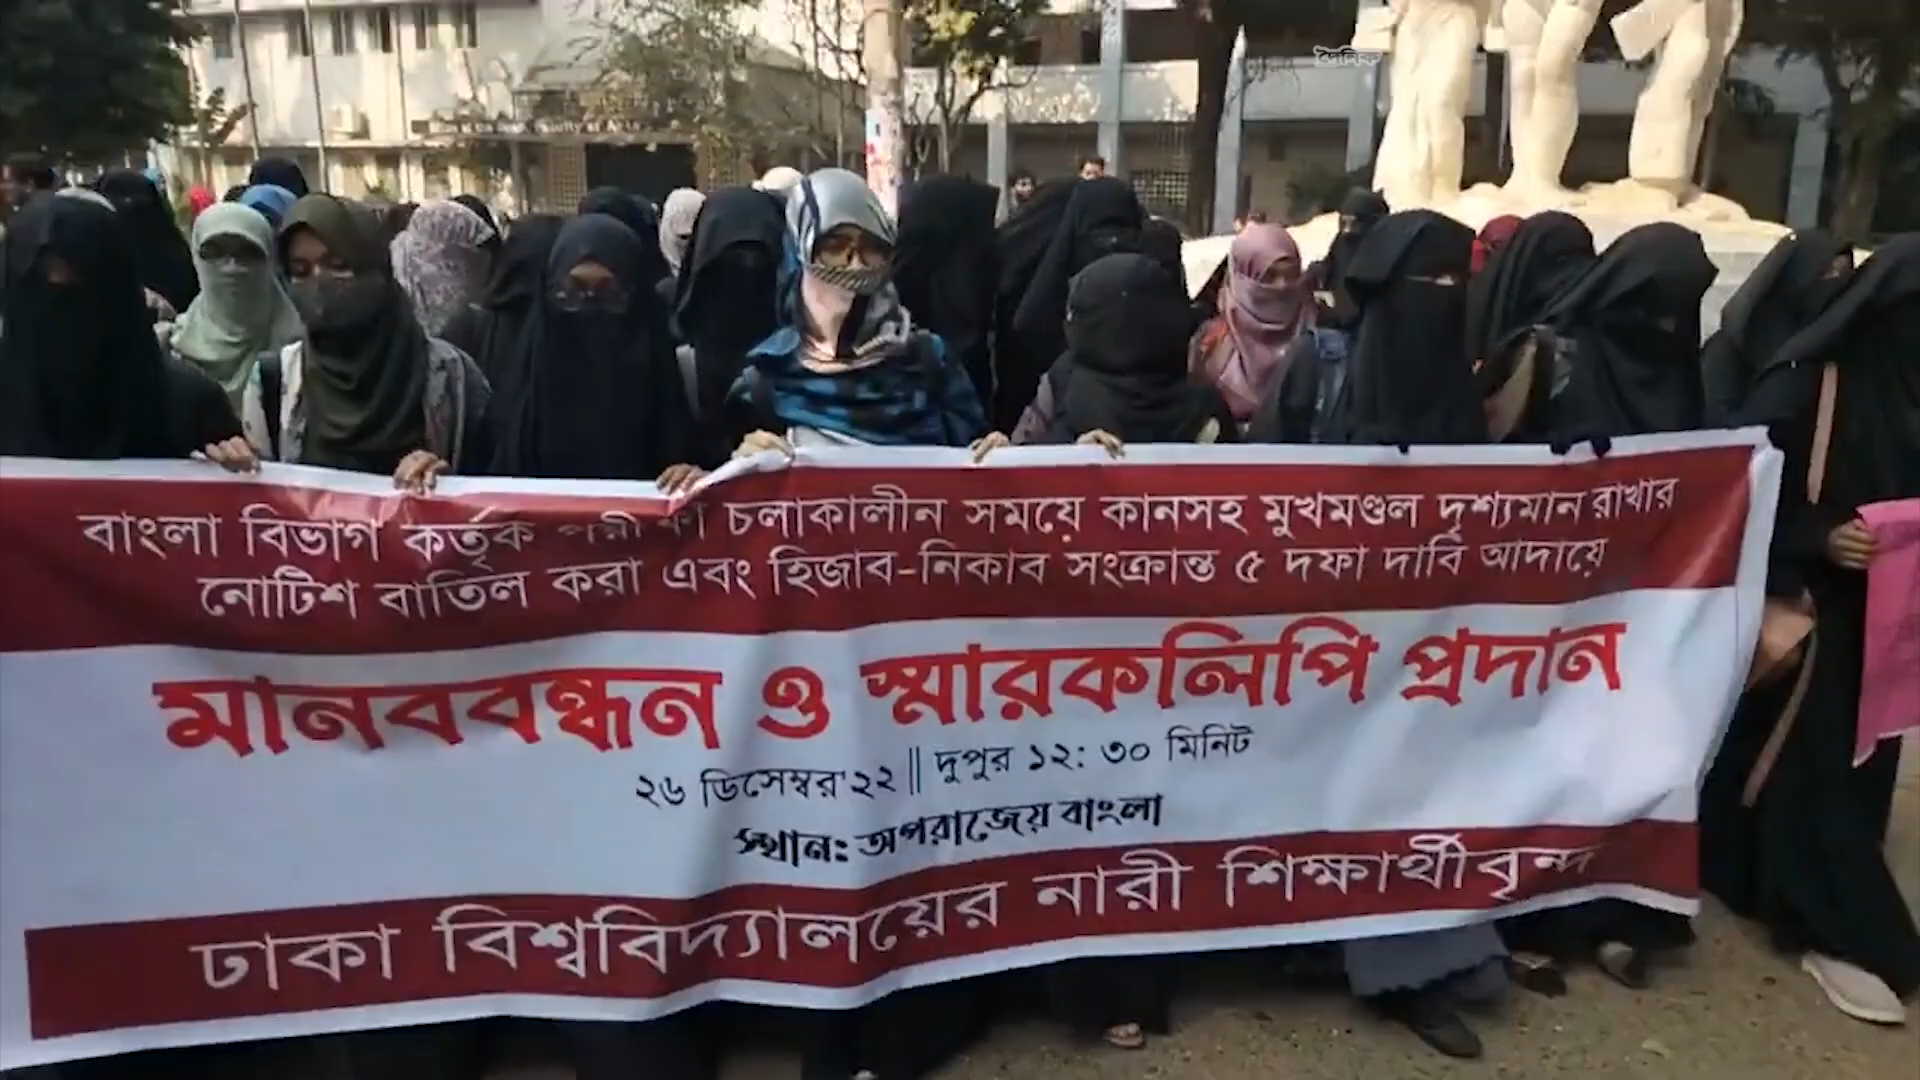 দৈনিক
বাংলা বিভাগ কর্তৃক পরীক্ষা চলাকালীন সময়ে কানসহ মুখমণ্ডল দৃশ্যমান রাখার
নোটিশ বাতিল করা এবং হিজাব-নিকাব সংক্রান্ত ৫ দফা দাবি আদায়ে
মানববন্ধন ও স্মারকলিপি প্রদান
২৬ ডিসেম্বর'২২ || দুপুর ১২: ৩০ মিনিট
স্থান: অপরাজেয় বাংলা
ঢাকা বিশ্ববিদ্যালয়ের নারী শিক্ষার্থীবৃন্দ